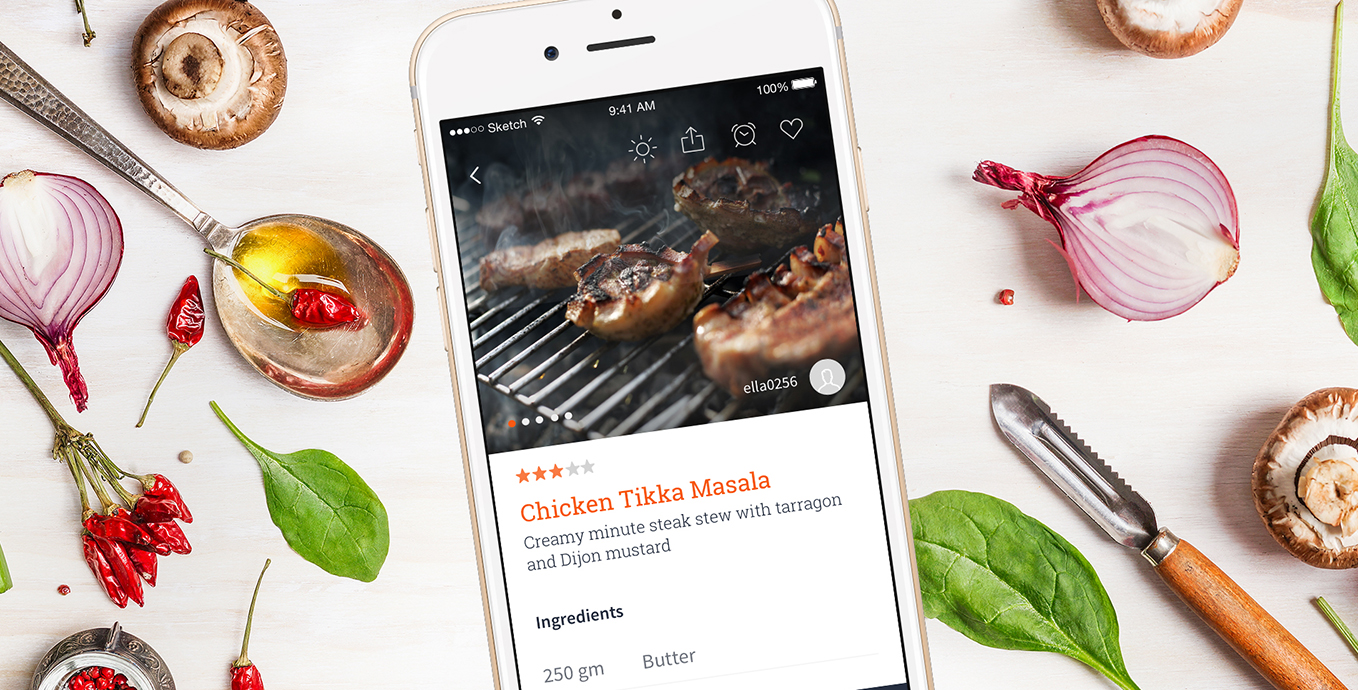 Sketch 9:41 AM 100%
ella0256
Chicken Tikka Masala
Creamy minute steak stew with tarragon
and Dijon mustard
Ingredients
250 gm Butter